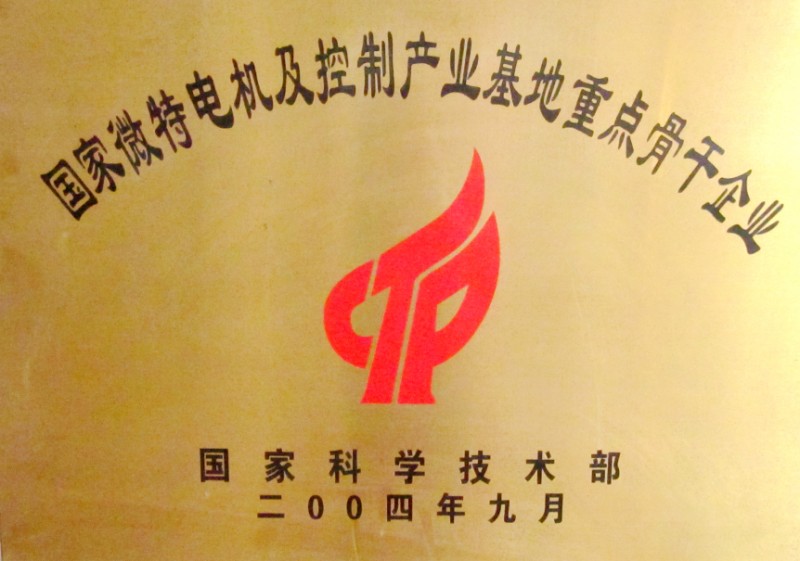 国家微特电机及控制产业基地重点骨干企业
国家科学技术部
二00四年九月